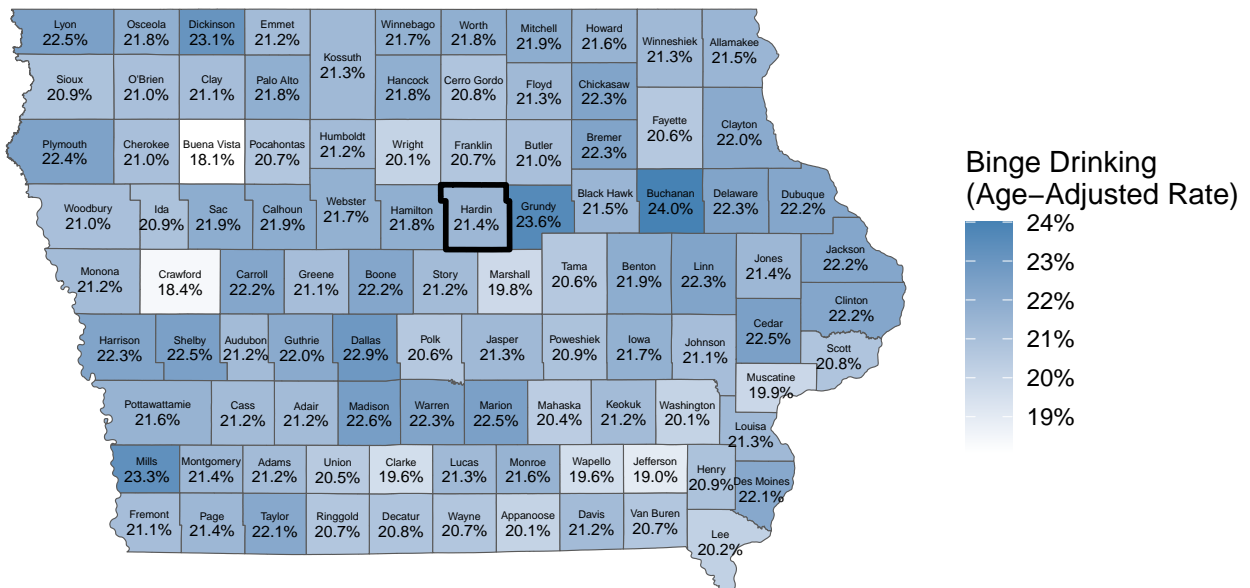 Lyon
22.5%
Osceola
21.8%
Dickinson
23.1%
Emmet
21.2%
Kossuth
21.3%
Winnebago
21.7%
Worth
21.8%
Mitchell
21.9%
Howard
21.6%
Winneshiek
21.3%
Allamakee
21.5%
Sioux
20.9%
O'Brien
21.0%
Clay
21.1%
Palo Alto
21.8%
Hancock
21.8%
Cerro Gordo
20.8%
Floyd
21.3%
Chickasaw
22.3%
Fayette
20.6%
Clayton
22.0%
Plymouth
22.4%
Cherokee
21.0%
Buena Vista
18.1%
Pocahontas
20.7%
Humboldt
21.2%
Wright
20.1%
Franklin
20.7%
Butler
21.0%
Bremer
22.3%
Woodbury
21.0%
Ida
20.9%
Sac
21.9%
Calhoun
21.9%
Webster
21.7%
Hamilton
21.8%
Hardin
21.4%
Grundy
23.6%
Black Hawk
21.5%
Buchanan
24.0%
Delaware
22.3%
Dubuque
22.2%
Monona
21.2%
Crawford
18.4%
Carroll
22.2%
Greene
21.1%
Boone
22.2%
Story
21.2%
Marshall
19.8%
Tama
20.6%
Benton
21.9%
Linn
22.3%
Jones
21.4%
Jackson
22.2%
Clinton
22.2%
Harrison
22.3%
Shelby
22.5%
Audubon
21.2%
Guthrie
22.0%
Dallas
22.9%
Polk
20.6%
Jasper
21.3%
Poweshiek
20.9%
Iowa
21.7%
Johnson
21.1%
Cedar
22.5%
Scott
20.8%
Muscatine
19.9%
Pottawattamie
21.6%
Cass
21.2%
Adair
21.2%
Madison
22.6%
Warren
22.3%
Marion
22.5%
Mahaska
20.4%
Keokuk
21.2%
Washington
20.1%
Louisa
21.3%
Mills
23.3%
Montgomery
21.4%
Adams
21.2%
Union
20.5%
Clarke
19.6%
Lucas
21.3%
Monroe
21.6%
Wapello
19.6%
Jefferson
19.0%
Henry
20.9%
Des Moines
22.1%
Fremont
21.1%
Page
21.4%
Taylor
22.1%
Ringgold
20.7%
Decatur
20.8%
Wayne
20.7%
Appanoose
20.1%
Davis
21.2%
Van Buren
20.7%
Lee
20.2%
Binge Drinking
(Age−Adjusted Rate)
24%
23%
22%
21%
20%
19%